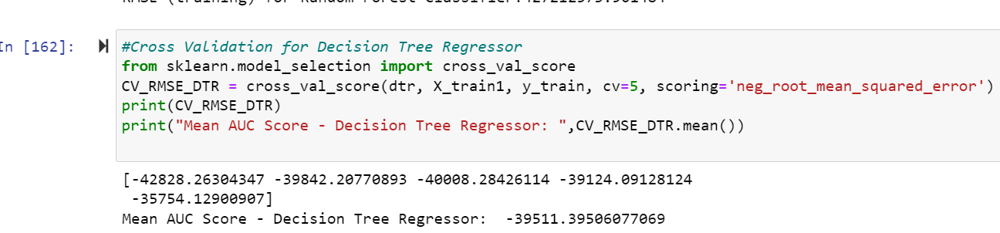 In [162]:
#Cross Validation for Decision Tree Regressor
from sklearn.model_selection import cross_val_score
CV_RMSE_DTR = cross_val_score(dtr, X_train1, y_train, cv=5, scoring='neg_root_mean_squared_error')
print(CV_RMSE_DTR)
print("Mean AUC Score - Decision Tree Regressor: ",CV_RMSE_DTR.mean())
[-42828.26304347 -39842.20770893 -40008.28426114 -39124.09128124
-35754.12900907]
Mean AUC Score - Decision Tree Regressor:  -39511.39506077069